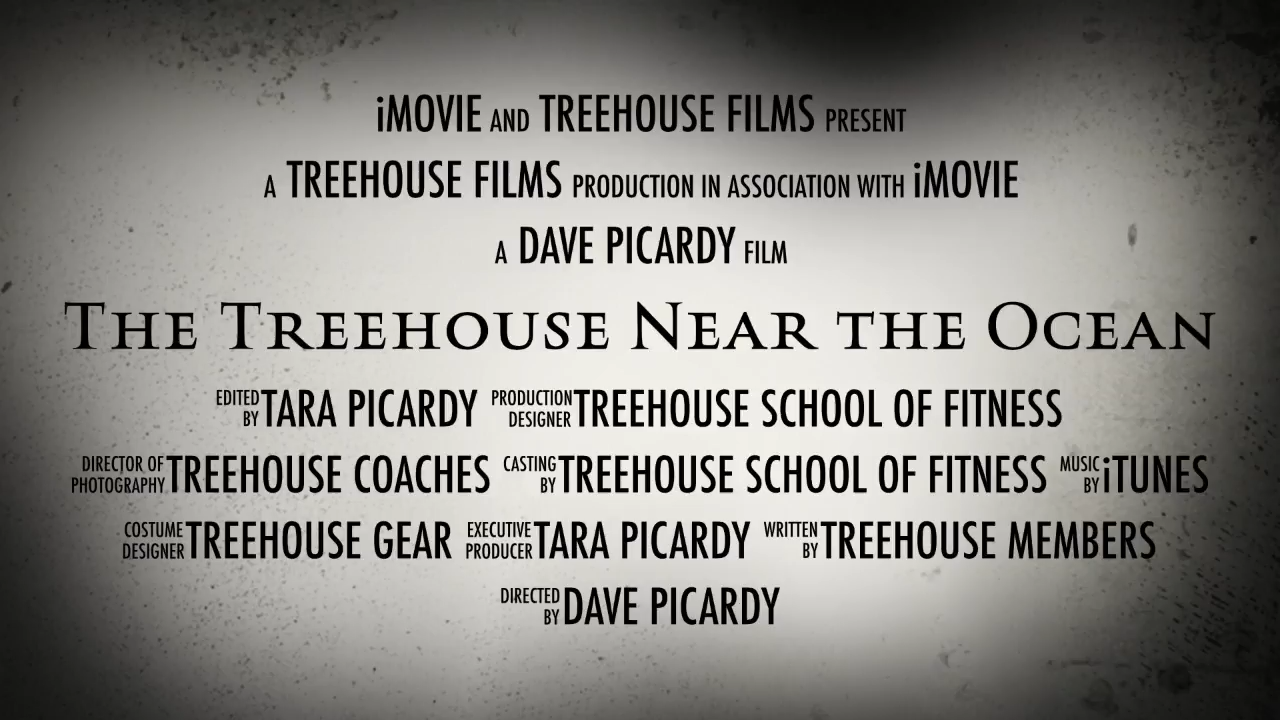 iMOVIE AND TREEHOUSE FILMS PRESENT
A TREEHOUSE FILMS PRODUCTION IN ASSOCIATION WITH iMOVIE
A DAVE PICARDY FILM
THE TREEHOUSE NEAR THE OCEAN
EDITED BY TARA PICARDY PRODUCTION DESIGNER TREEHOUSE SCHOOL OF FITNESS
DIRECTOR OF PHOTOGRAPHY TREEHOUSE COACHES CASTING BY TREEHOUSE SCHOOL OF FITNESS MUSIC BY iTUNES
COSTUME DESIGNER TREEHOUSE GEAR EXECUTIVE PRODUCER TARA PICARDY WRITTEN BY TREEHOUSE MEMBERS
DIRECTED BY DAVE PICARDY